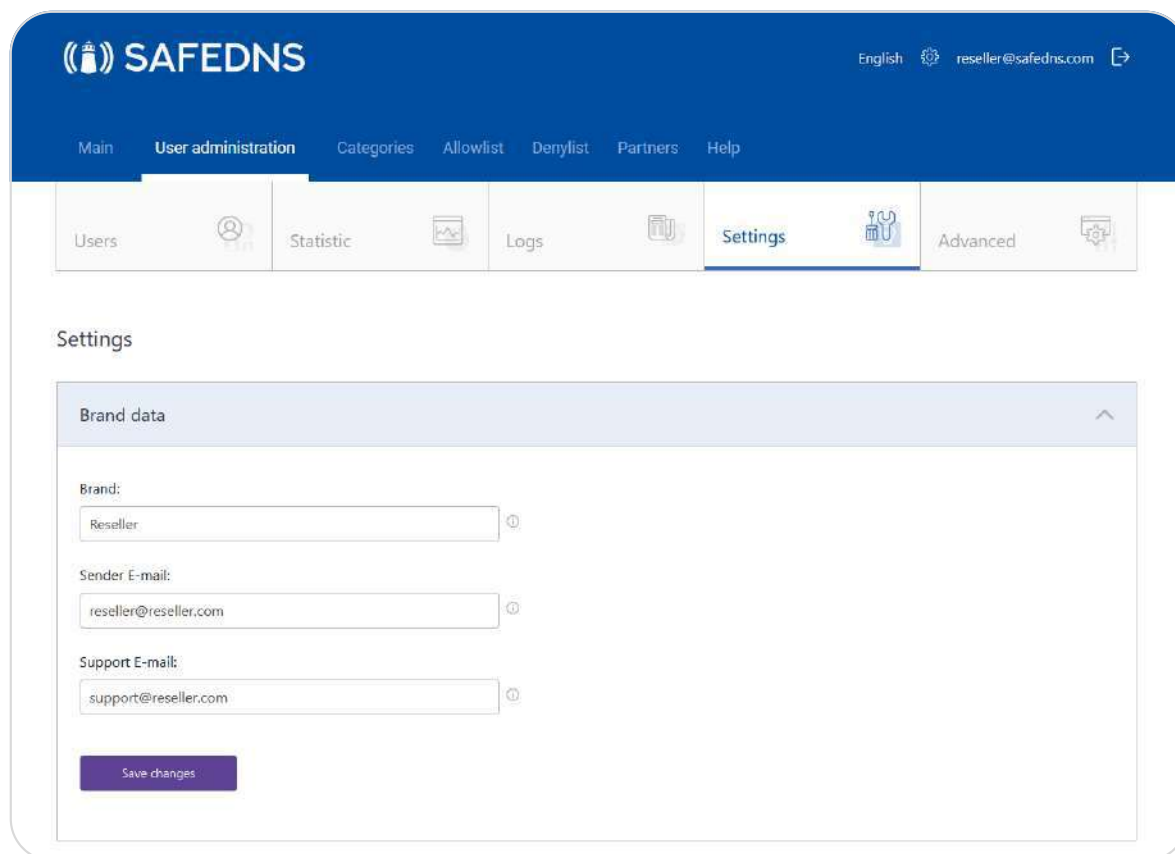 SAFEDNS
English reseller@safedns.com
Main User administration Categories Allowlist Denylist Partners Help
Users Statistic Logs Settings Advanced
Settings
Brand data
Brand:
Reseller
Sender E-mail:
reseller@reseller.com
Support E-mail:
support@reseller.com
Save changes